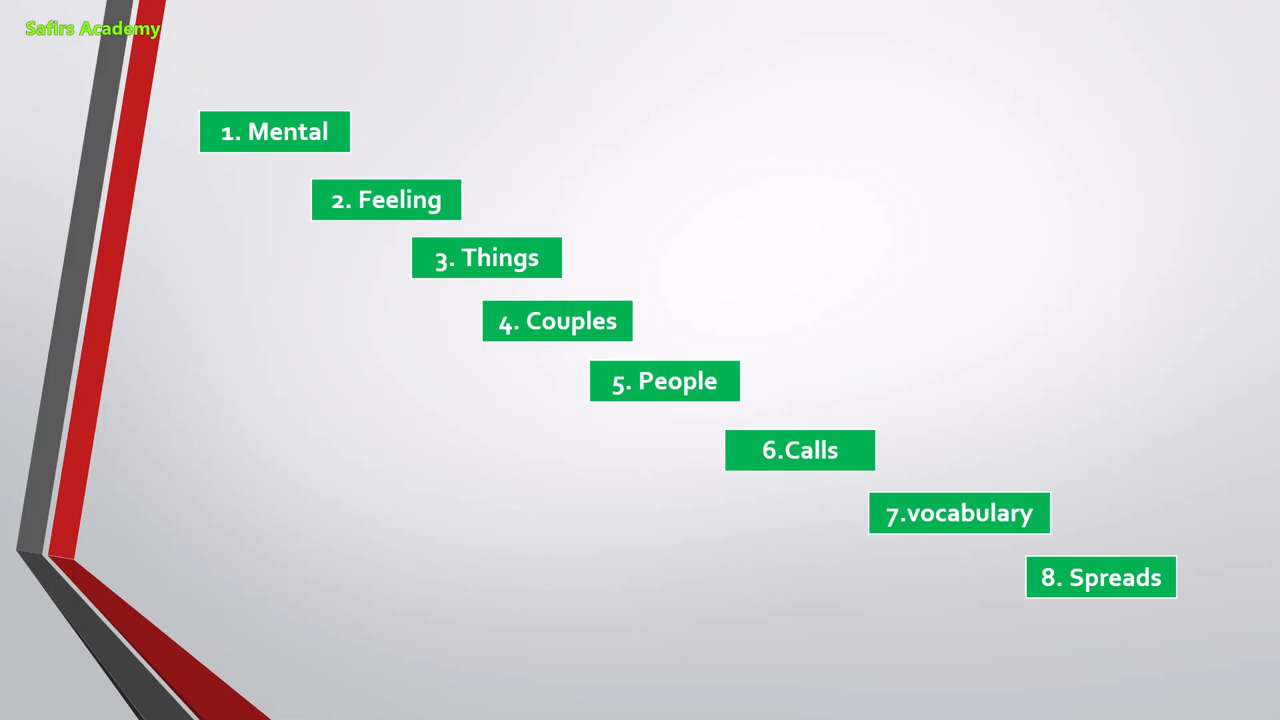 Safirs Academy
1. Mental
2. Feeling
3. Things
4. Couples
5. People
6.Calls
7.vocabulary
8. Spreads